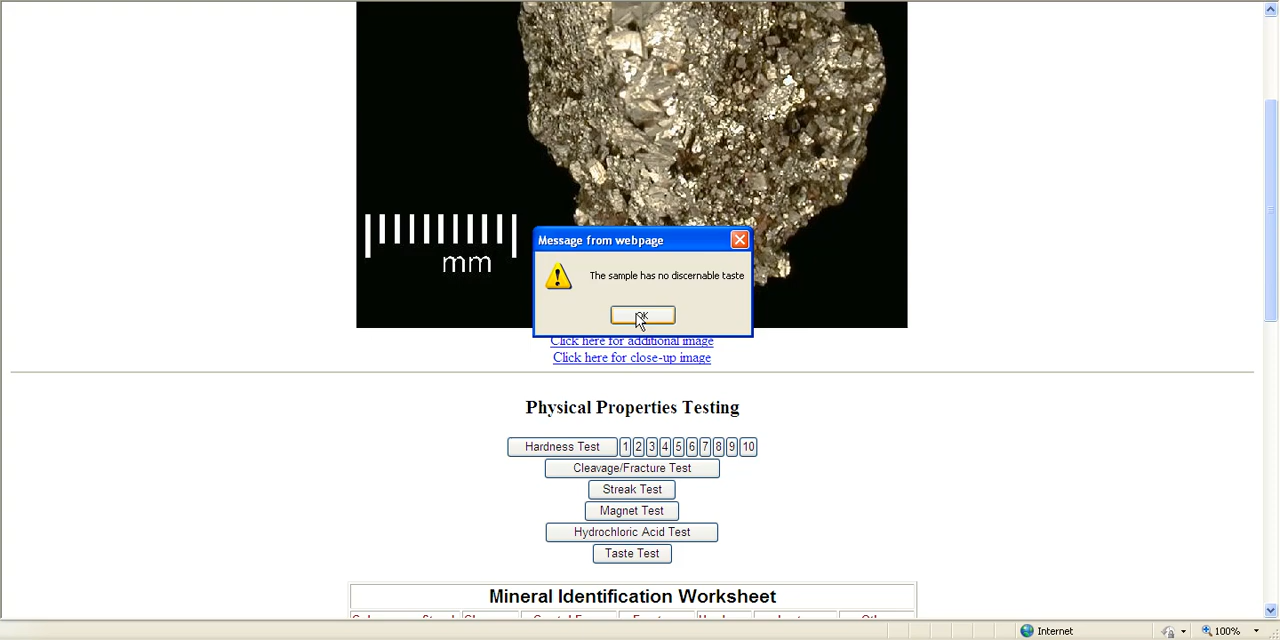 mm
Message from webpage
The sample has no discernable taste
Click here for additional image
Click here for close-up image
Physical Properties Testing
Hardness Test 1 2 3 4 5 6 7 8 9 10
Cleavage/Fracture Test
Streak Test
Magnet Test
Hydrochloric Acid Test
Taste Test
Mineral Identification Worksheet
Internet
100%